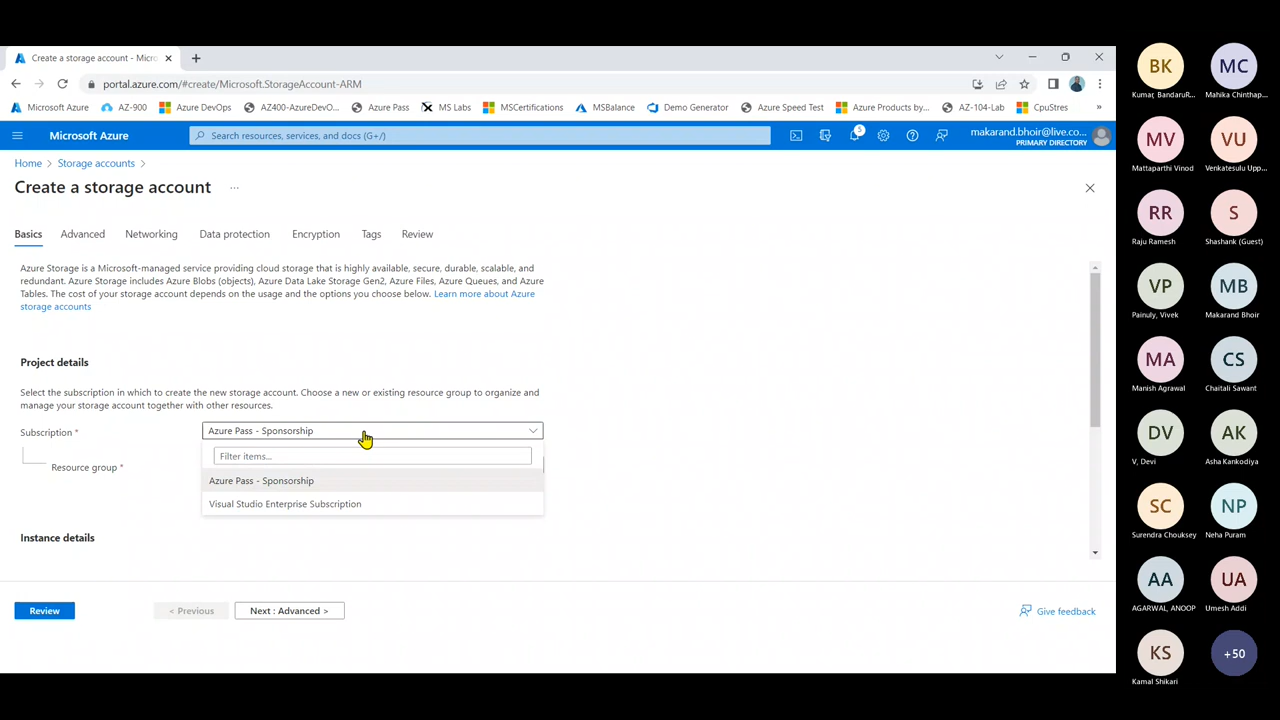 Create a storage account - Micro
portal.azure.com/#create/Microsoft.StorageAccount-ARM
Microsoft Azure
AZ-900
Azure DevOps
AZ400-AzureDevO...
Azure Pass
MS Labs
MSCertifications
MSBalance
Demo Generator
Azure Speed Test
Azure Products by...
AZ-104-Lab
CpuStres
»
Microsoft Azure
Search resources, services, and docs (G+/)
5
makarand.bhoir@live.co...
PRIMARY DIRECTORY
Home > Storage accounts >
Create a storage account ...
Basics
Advanced
Networking
Data protection
Encryption
Tags
Review
Azure Storage is a Microsoft-managed service providing cloud storage that is highly available, secure, durable, scalable, and
redundant. Azure Storage includes Azure Blobs (objects), Azure Data Lake Storage Gen2, Azure Files, Azure Queues, and Azure
Tables. The cost of your storage account depends on the usage and the options you choose below. Learn more about Azure
storage accounts
Project details
Select the subscription in which to create the new storage account. Choose a new or existing resource group to organize and
manage your storage account together with other resources.
Subscription *
Azure Pass - Sponsorship
Filter items...
Resource group *
Azure Pass - Sponsorship
Visual Studio Enterprise Subscription
Instance details
Review
< Previous
Next : Advanced >
Give feedback
BK
Kumar, BandaruR...
MC
Mahika Chinthap...
MV
Mattaparthi Vinod
VU
Venkatesulu Upp...
RR
Raju Ramesh
S
Shashank (Guest)
VP
Painuly, Vivek
MB
Makarand Bhoir
MA
Manish Agrawal
CS
Chaitali Sawant
DV
V, Devi
AK
Asha Kankodiya
SC
Surendra Chouksey
NP
Neha Puram
AA
AGARWAL, ANOOP
UA
Umesh Addi
KS
Kamal Shikari
+50